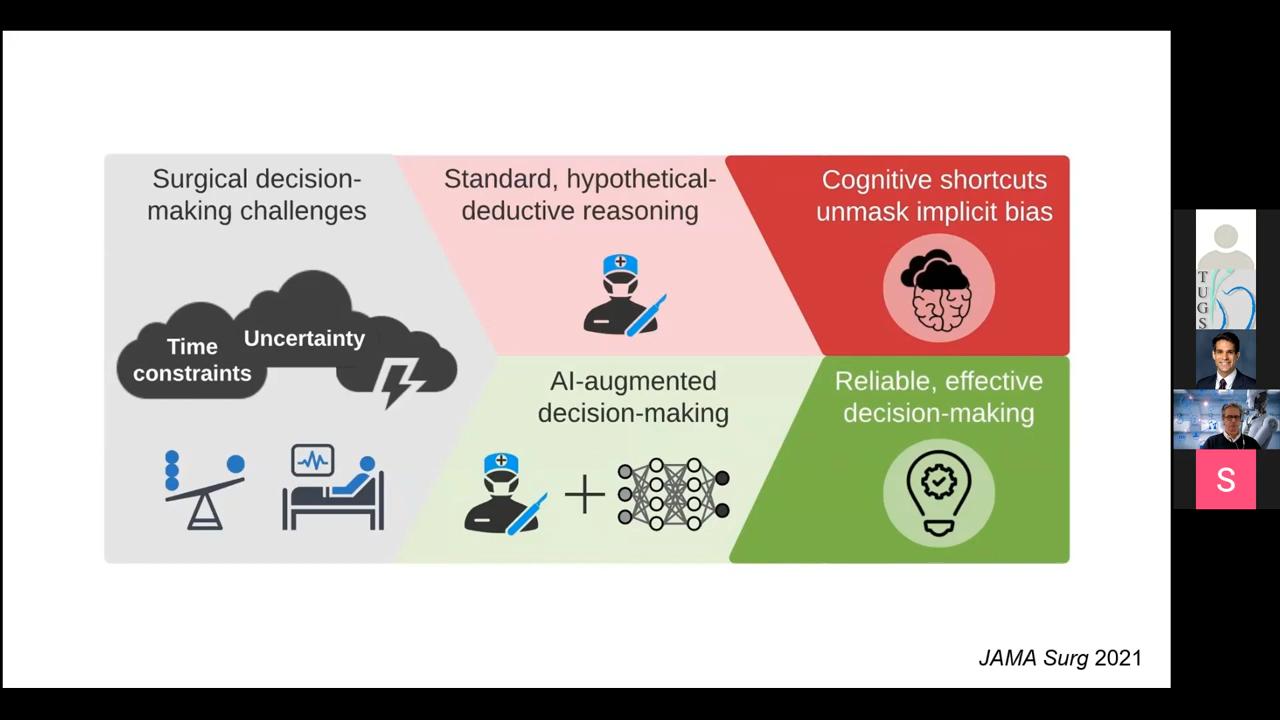 Surgical decision-
making challenges
Time
constraints
Uncertainty
Standard, hypothetical-
deductive reasoning
Cognitive shortcuts
unmask implicit bias
AI-augmented
decision-making
Reliable, effective
decision-making
JAMA Surg 2021
TUGS
S